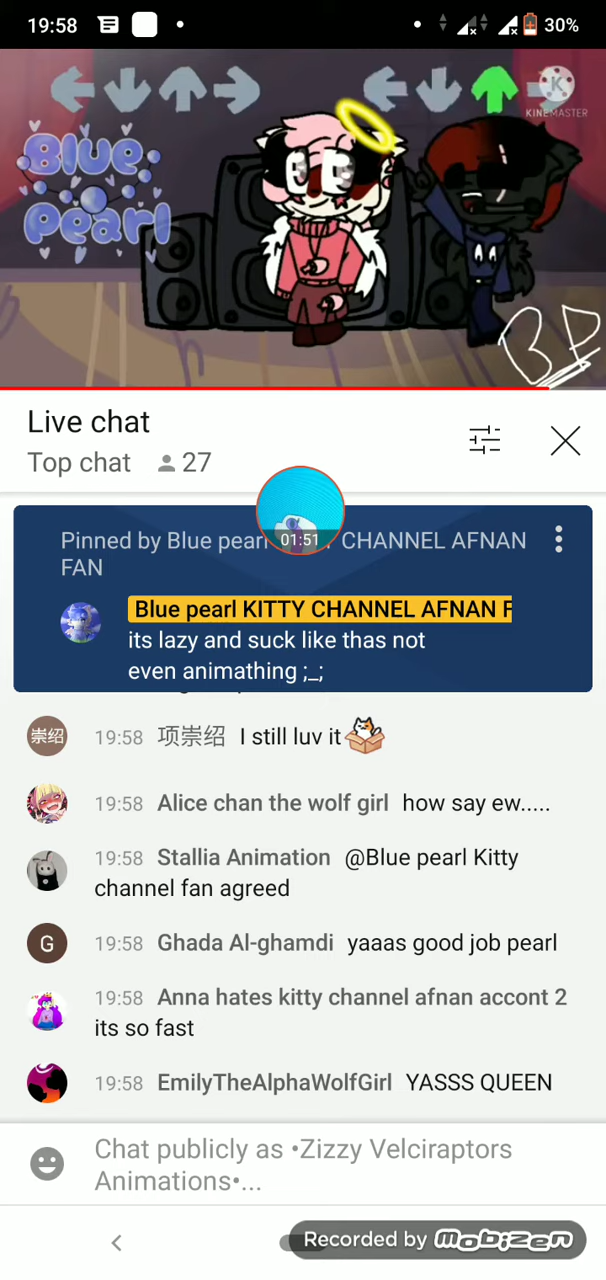 19:58
30%
KINEMASTER
Blue
Pearl
BP
Live chat
Top chat 27
Pinned by Blue pearl
CHANNEL AFNAN
FAN
01:51
Blue pearl KITTY CHANNEL AFNAN F
its lazy and suck like thas not
even animathing ;_;
崇绍 19:58 项崇绍 I still luv it
19:58 Alice chan the wolf girl how say ew.....
19:58 Stallia Animation @Blue pearl Kitty
channel fan agreed
G 19:58 Ghada Al-ghamdi yaaas good job pearl
19:58 Anna hates kitty channel afnan accont 2
its so fast
19:58 EmilyTheAlphaWolfGirl YASSS QUEEN
Chat publicly as •Zizzy Velciraptors
Animations•...
Recorded by mobizen